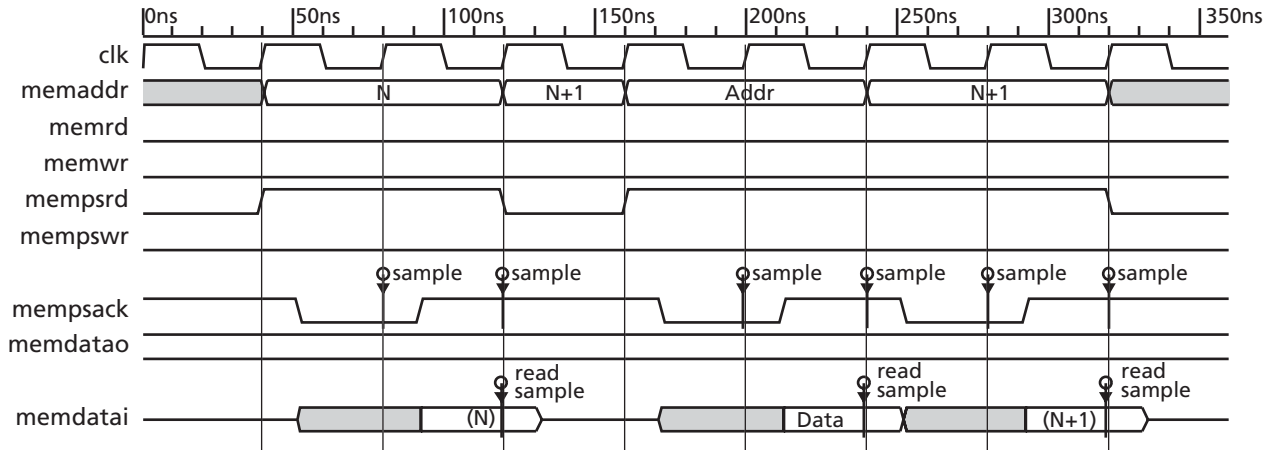 0ns 50ns 100ns 150ns 200ns 250ns 300ns 350ns
clk
memaddr N N+1 Addr N+1
memrd
memwr
mempsrd
mempswr
sample sample sample sample sample sample
mempsack
memdatao
read read read
sample sample sample
memdatai (N) Data (N+1)